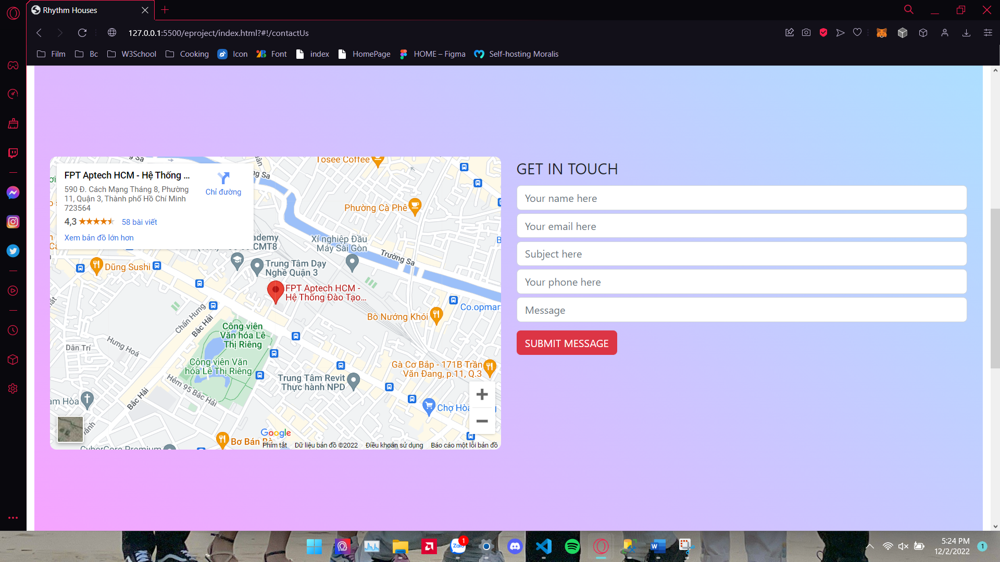 Rhythm Houses
127.0.0.1:5500/eproject/index.html?#!/contactUs
Film
Bc
W3School
Cooking
Icon
Font
index
HomePage
HOME – Figma
Self-hosting Moralis
FPT Aptech HCM - Hệ Thống ...
590 Đ. Cách Mạng Tháng 8, Phường
11, Quận 3, Thành phố Hồ Chí Minh
723564
4,3
58 bài viết
Xem bản đồ lớn hơn
Chỉ đường
Tosee Coffee
Phường Cà Phê
Xí nghiệp Đầu
Máy Sài Gòn
Trường Sa
CMT8
Dũng Sushi
Trung Tâm Dạy
Nghề Quận 3
FPT Aptech HCM -
Hệ Thống Đào Tạo...
Co.opmar
Bò Nướng Khói
Chấn Hưng
Bắc Hải
Công viên
Văn hóa Lê
Thị Riêng
Dân Trí
Hưng Hoá
Công viên Văn
hóa Lê Thị Riêng
Gà Cơ Bắp - 171B Trần
Văn Đang, p.11, Q.3
Trung Tâm Revit
Thực hành NPD
Hẻm 95 Bắc Hải
Bắc Hải
Chợ Hòa
Google
Bơ Bán Bà
CyberCore Premium
Phím tắt
Dữ liệu bản đồ ©2022
Điều khoản sử dụng
Báo cáo một lỗi bản đồ
GET IN TOUCH
Your name here
Your email here
Subject here
Your phone here
Message
SUBMIT MESSAGE
Zalo
1
W
5:24 PM
12/2/2022
1